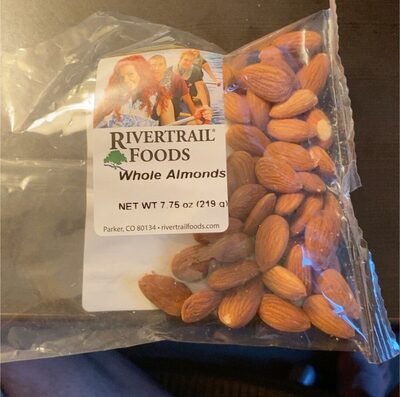 RIVERTRAIL®
FOODS
Whole Almonds
NET WT 7.75 oz (219 g)
Parker, CO 80134 • rivertrailfoods.com